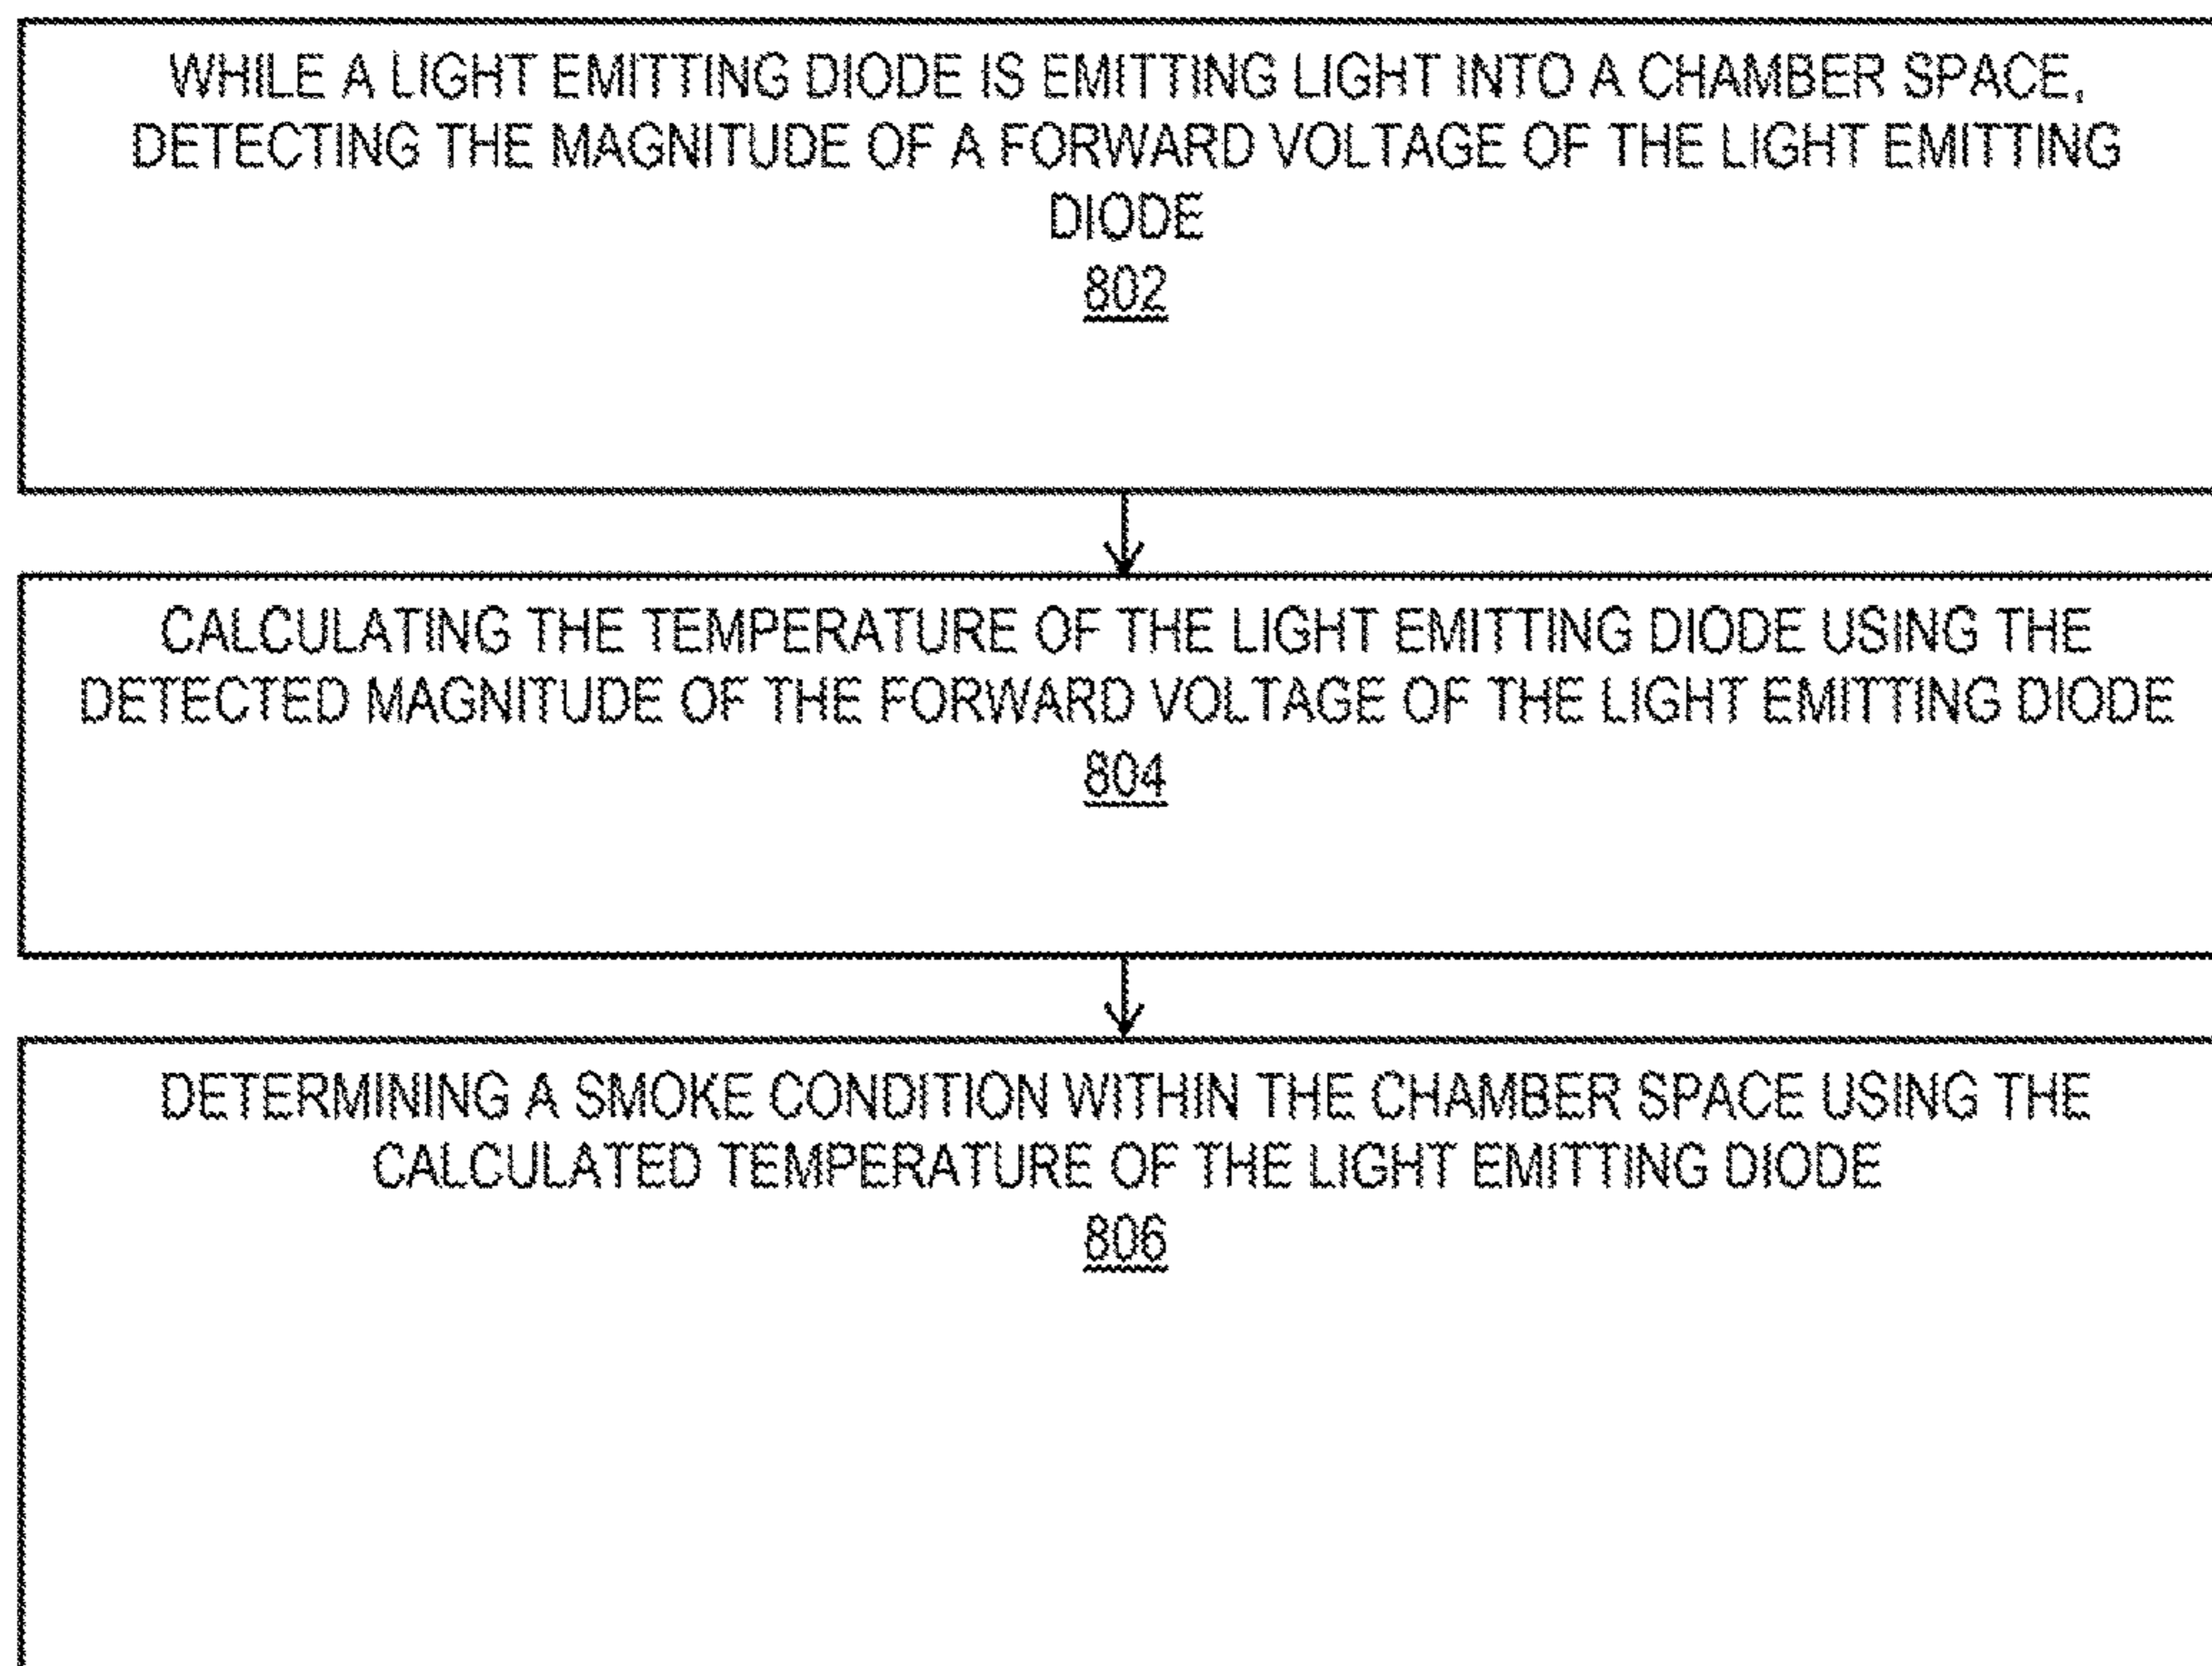 WHILE A LIGHT EMITTING DIODE IS EMITTING LIGHT INTO A CHAMBER SPACE,
DETECTING THE MAGNITUDE OF A FORWARD VOLTAGE OF THE LIGHT EMITTING
DIODE
802
CALCULATING THE TEMPERATURE OF THE LIGHT EMITTING DIODE USING THE
DETECTED MAGNITUDE OF THE FORWARD VOLTAGE OF THE LIGHT EMITTING DIODE
804
DETERMINING A SMOKE CONDITION WITHIN THE CHAMBER SPACE USING THE
CALCULATED TEMPERATURE OF THE LIGHT EMITTING DIODE
806